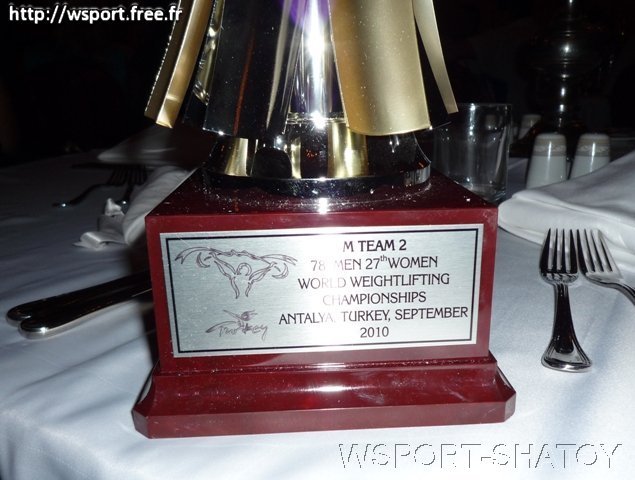 http://wsport.free.fr
M TEAM 2
78 MEN 27th WOMEN
WORLD WEIGHTLIFTING
CHAMPIONSHIPS
ANTALYA, TURKEY, SEPTEMBER
2010
Turkey
WSPORT-SHATOY